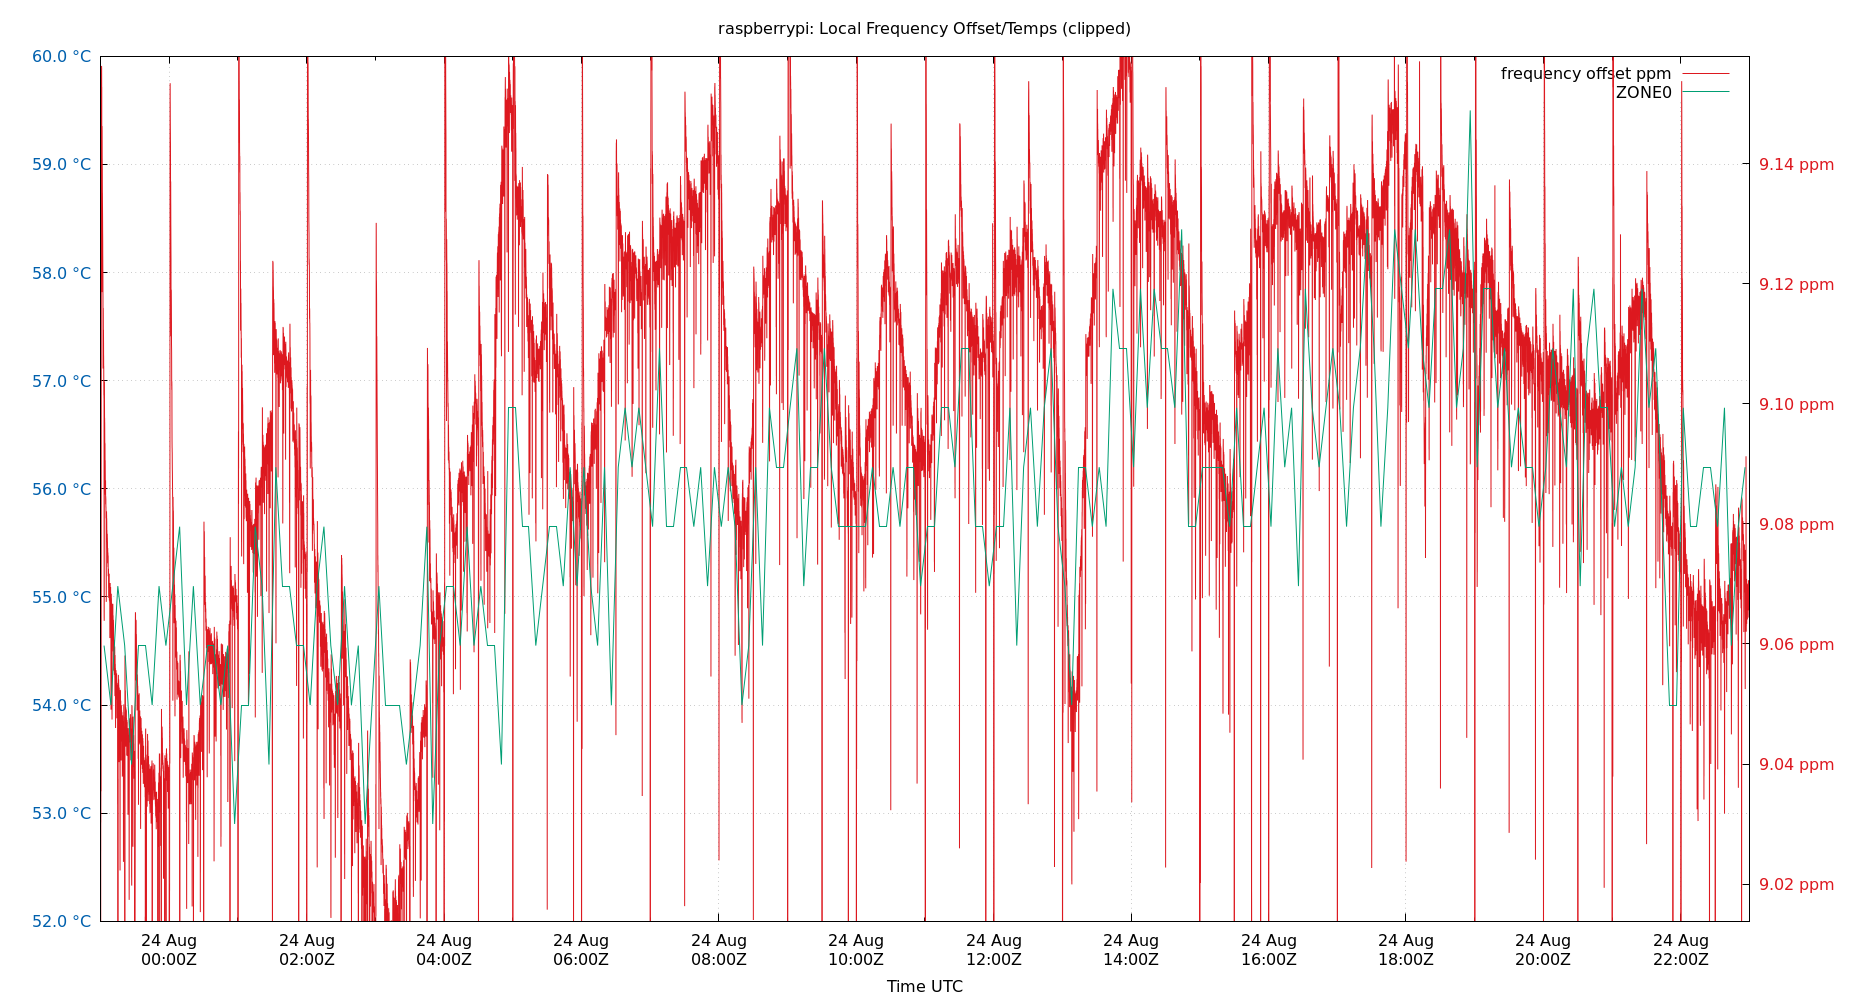 raspberrypi: Local Frequency Offset/Temps (clipped)
frequency offset ppm
ZONE0
60.0 °C
59.0 °C
58.0 °C
57.0 °C
56.0 °C
55.0 °C
54.0 °C
53.0 °C
52.0 °C
9.14 ppm
9.12 ppm
9.10 ppm
9.08 ppm
9.06 ppm
9.04 ppm
9.02 ppm
24 Aug
00:00Z
24 Aug
02:00Z
24 Aug
04:00Z
24 Aug
06:00Z
24 Aug
08:00Z
24 Aug
10:00Z
24 Aug
12:00Z
24 Aug
14:00Z
24 Aug
16:00Z
24 Aug
18:00Z
24 Aug
20:00Z
24 Aug
22:00Z
Time UTC